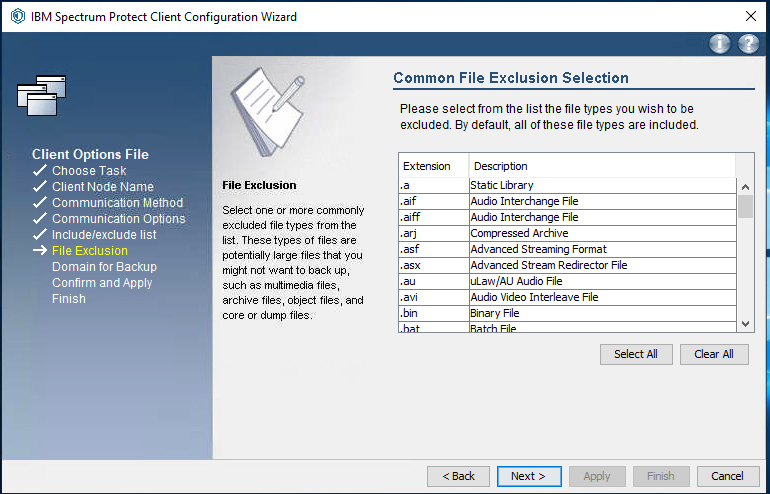 IBM Spectrum Protect Client Configuration Wizard
Client Options File
Choose Task
Client Node Name
Communication Method
Communication Options
Include/exclude list
File Exclusion
Domain for Backup
Confirm and Apply
Finish
File Exclusion
Select one or more commonly
excluded file types from the
list. These types of files are
potentially large files that you
might not want to back up,
such as multimedia files,
archive files, object files, and
core or dump files.
Common File Exclusion Selection
Please select from the list the file types you wish to be
excluded. By default, all of these file types are included.
Extension Description
.a Static Library
.aif Audio Interchange File
.aiff Audio Interchange File
.arj Compressed Archive
.asf Advanced Streaming Format
.asx Advanced Stream Redirector File
.au uLaw/AU Audio File
.avi Audio Video Interleave File
.bin Binary File
.bat Batch File
Select All Clear All
< Back Next > Apply Finish Cancel